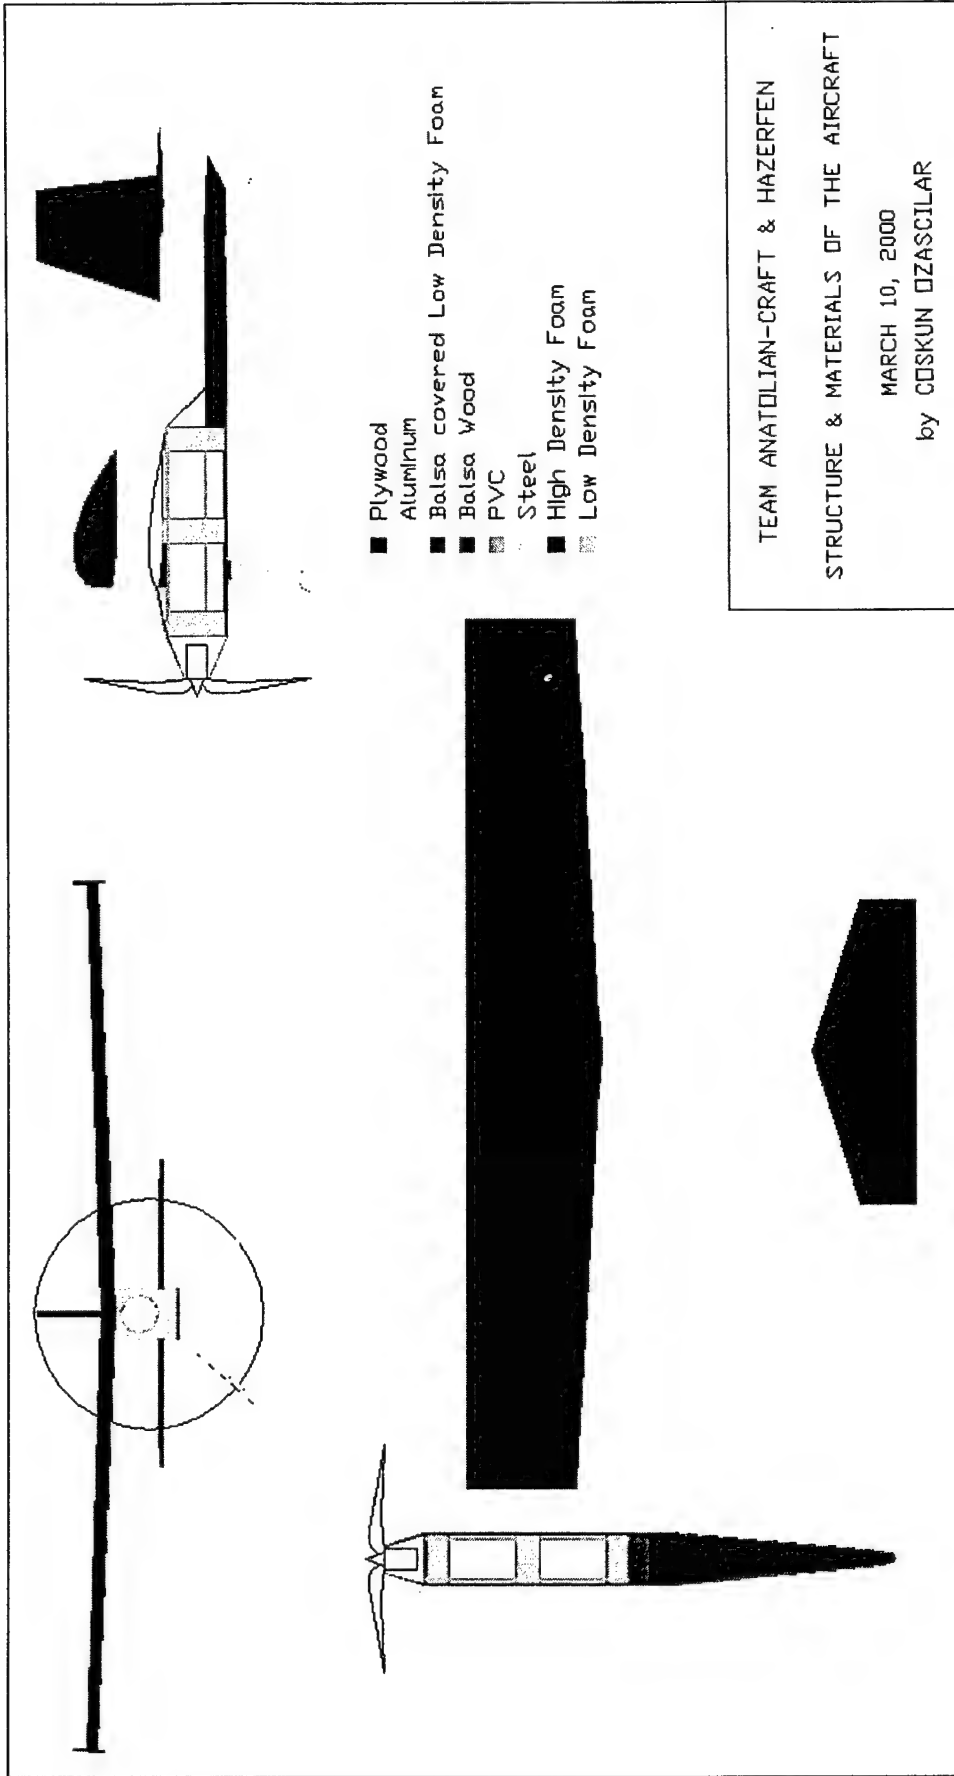 Plywood
Aluminum
Balsa covered Low Density Foam
Balsa Wood
PVC
Steel
High Density Foam
Low Density Foam
TEAM ANATOLIAN-CRAFT & HAZERFEN
STRUCTURE & MATERIALS OF THE AIRCRAFT
MARCH 10, 2000
by COSKUN OZASCILAR